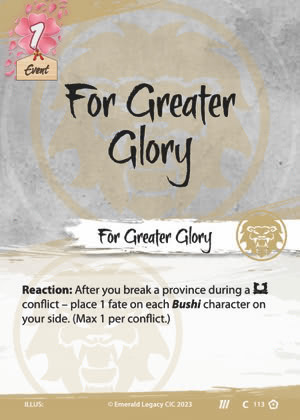 1
Event
For Greater
Glory
For Greater Glory
Reaction: After you break a province during a
conflict – place 1 fate on each Bushi character on
your side. (Max 1 per conflict.)
ILLUS:
© Emerald Legacy CIC 2023
C
113